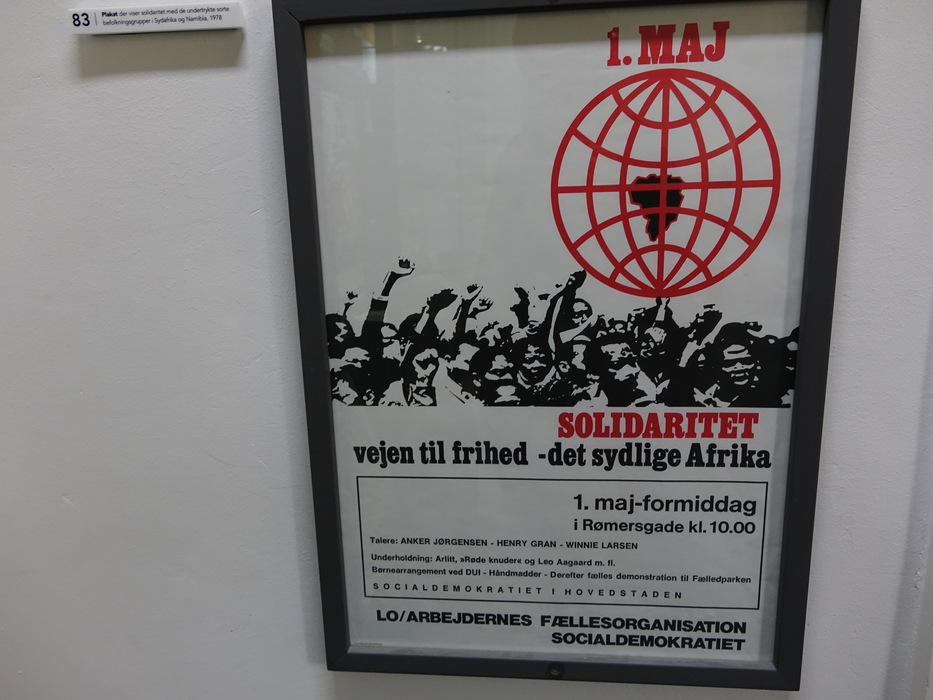 83
Plakat der viser solidaritet med de undertrykte sorte
befolkningsgrupper i Sydafrika og Namibia, 1978
1. MAJ
SOLIDARITET
vejen til frihed - det sydlige Afrika
1. maj-formiddag
i Rømersgade kl. 10.00
Talere: ANKER JØRGENSEN - HENRY GRAN - WINNIE LARSEN
Underholdning: Arlitt, »Røde knuder« og Leo Aagaard m. fl.
Børnearrangement ved DUI - Håndmadder - Derefter fælles demonstration til Fælledparken
SOCIALDEMOKRATIET I HOVEDSTADEN
LO/ARBEJDERNES FÆLLESORGANISATION
SOCIALDEMOKRATIET